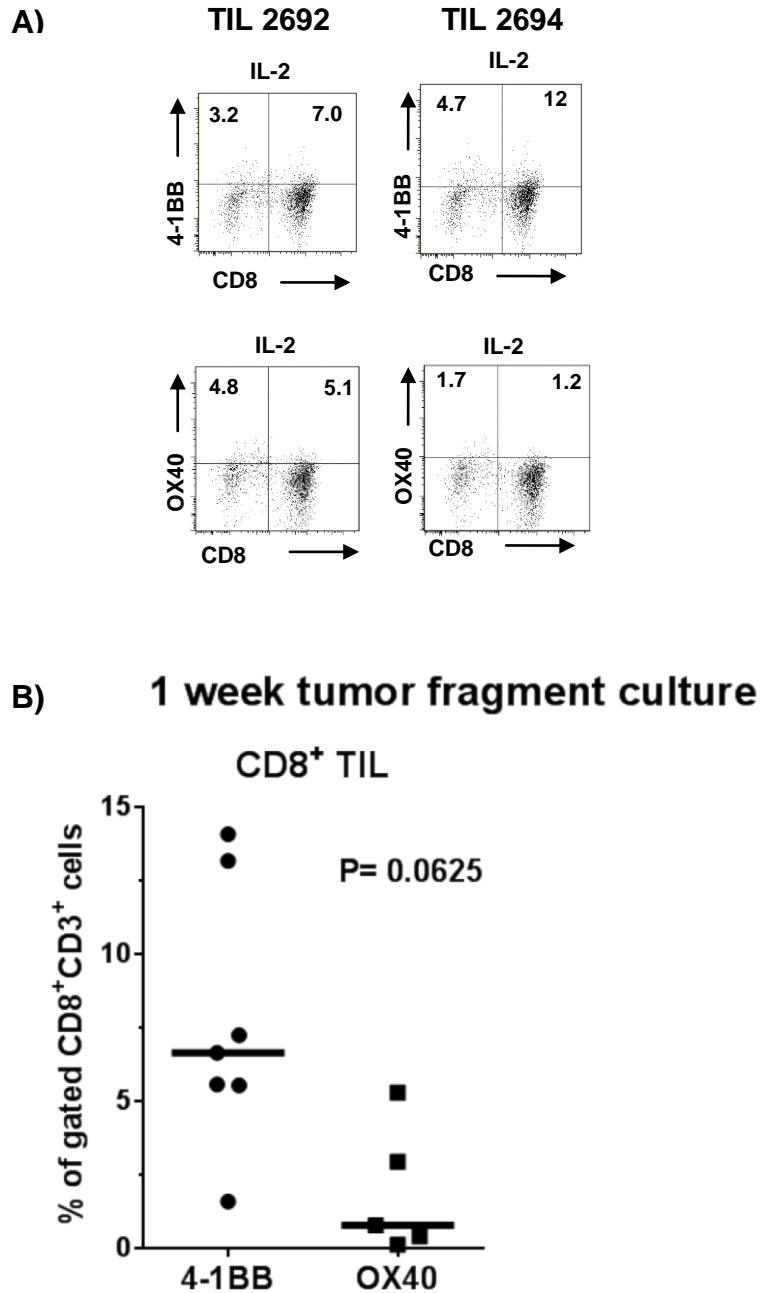 A)
TIL 2692
TIL 2694
IL-2
IL-2
3.2
7.0
4.7
12
4-1BB
4-1BB
CD8
CD8
IL-2
IL-2
4.8
5.1
1.7
1.2
OX40
OX40
CD8
CD8
B)
1 week tumor fragment culture
CD8⁺ TIL
15
P= 0.0625
10
5
0
% of gated CD8⁺CD3⁺ cells
4-1BB
OX40